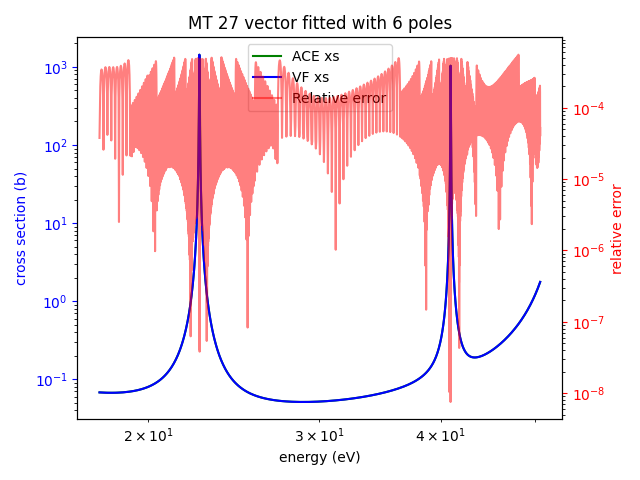 MT 27 vector fitted with 6 poles
ACE xs
VF xs
Relative error
cross section (b)
10³
10²
10¹
10⁰
10⁻¹
10⁻⁴
10⁻⁵
10⁻⁶
10⁻⁷
10⁻⁸
relative error
2 × 10¹
3 × 10¹
4 × 10¹
energy (eV)